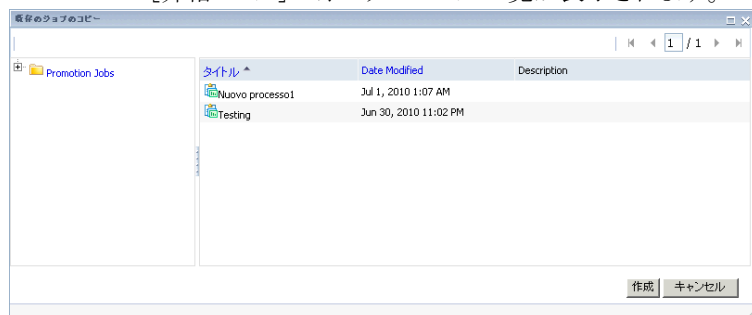 既存のジョブのコピー
1 / 1
Promotion Jobs
タイトル Date Modified Description
Nuovo processo1 Jul 1, 2010 1:07 AM
Testing Jun 30, 2010 11:02 PM
作成 キャンセル